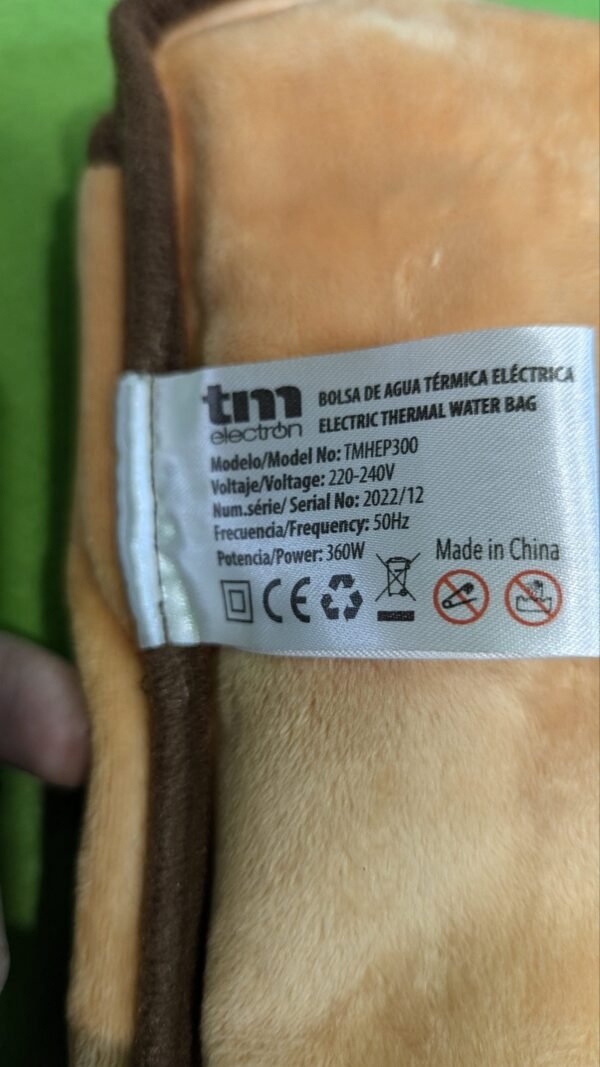 tm
electron
BOLSA DE AGUA TÉRMICA ELÉCTRICA
ELECTRIC THERMAL WATER BAG
Modelo/Model No: TMHEP300
Voltaje/Voltage: 220-240V
Num.série/ Serial No: 2022/12
Frecuencia/Frequency: 50Hz
Potencia/Power: 360W
Made in China
CE